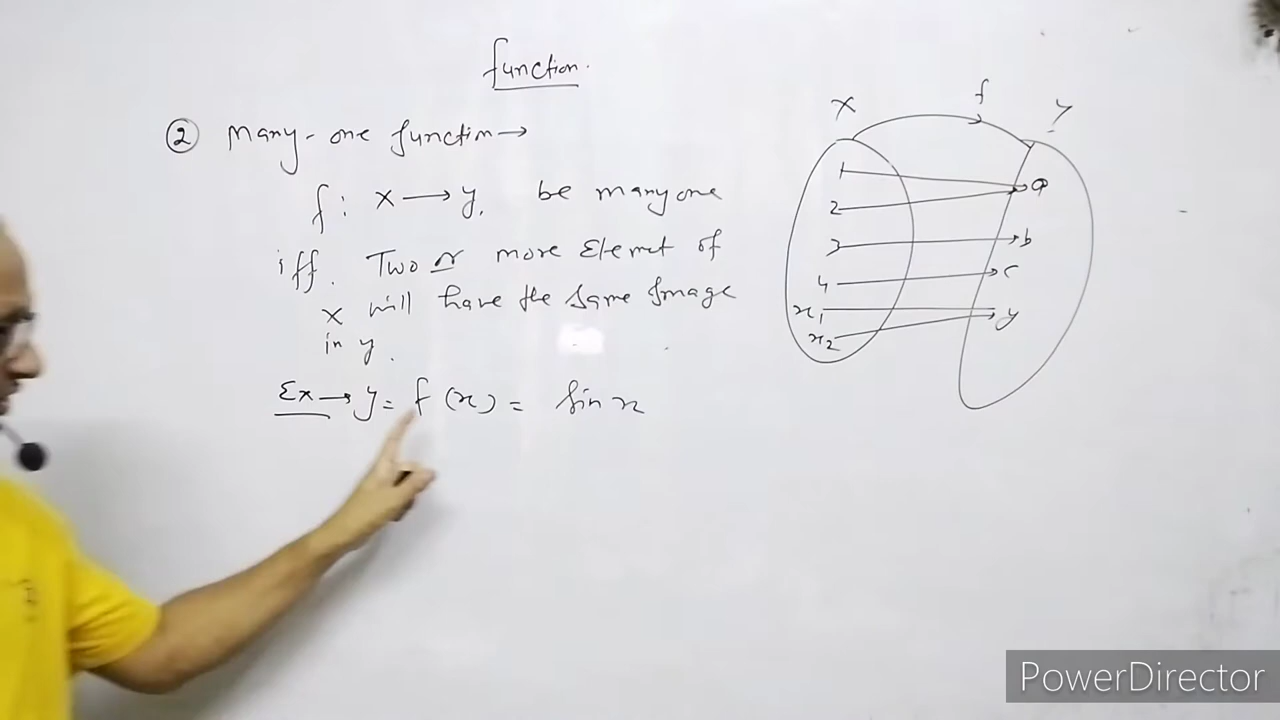 function.
② Many-one function →
f: X → y, be many one
iff. Two or more Elemet of
X will have the same Image
in y.
Ex → y = f(x) = sin x
X f y
1 a
2
3 b
4 c
x1 y
x2
PowerDirector